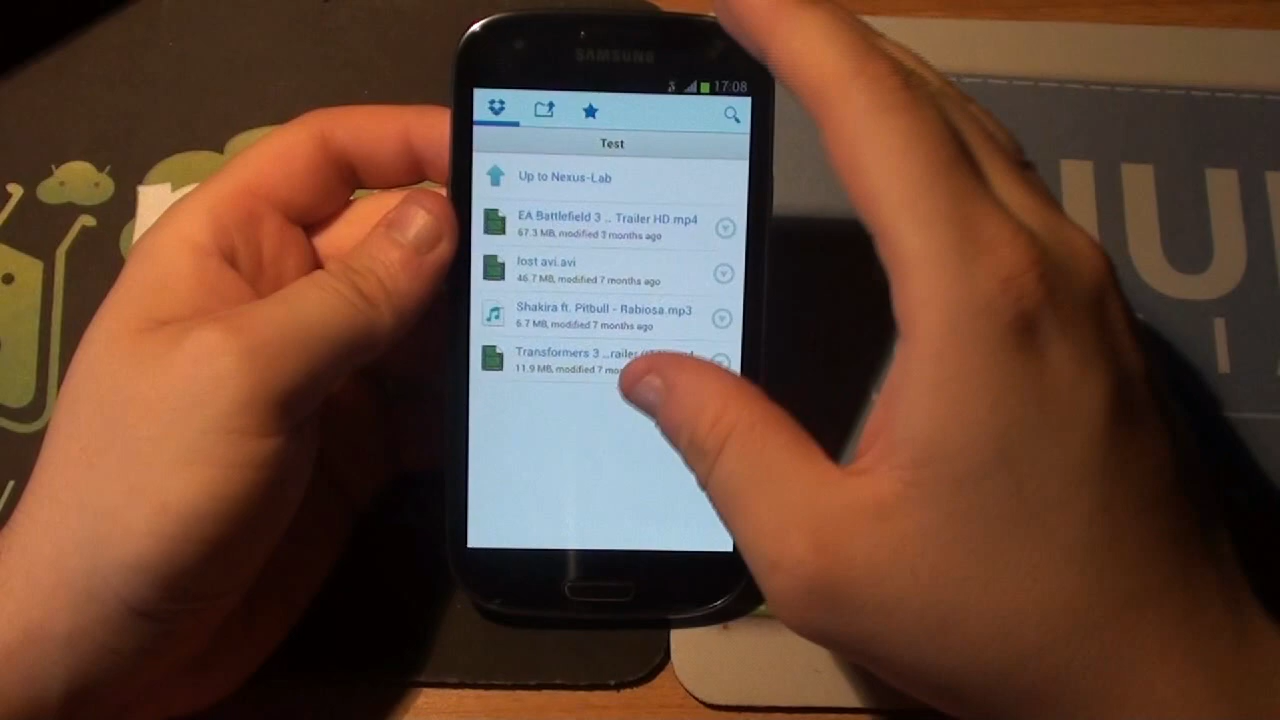 SAMSUNG
17:08
Test
Up to Nexus-Lab
EA Battlefield 3 .. Trailer HD.mp4
67.3 MB, modified 3 months ago
lost avi.avi
46.7 MB, modified 7 months ago
Shakira ft. Pitbull - Rabiosa.mp3
6.7 MB, modified 7 months ago
Transformers 3
11.9 MB, modified 7